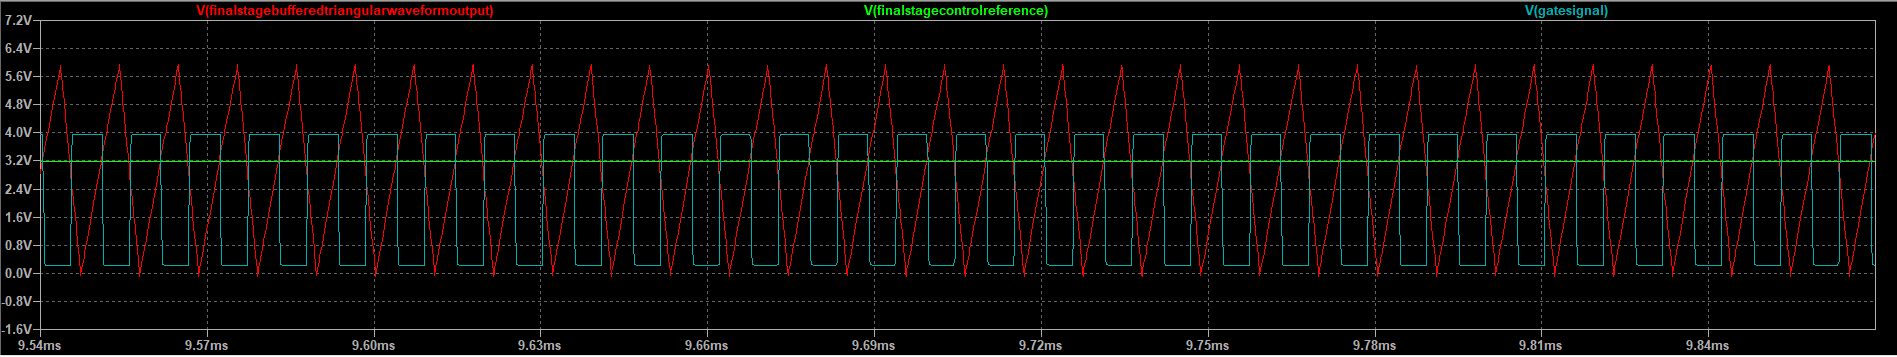 V(finalstagebufferedtriangularwaveformoutput) V(finalstagecontrolreference) V(gatesignal)
7.2V
6.4V
5.6V
4.8V
4.0V
3.2V
2.4V
1.6V
0.8V
0.0V
-0.8V
-1.6V
9.54ms 9.57ms 9.60ms 9.63ms 9.66ms 9.69ms 9.72ms 9.75ms 9.78ms 9.81ms 9.84ms